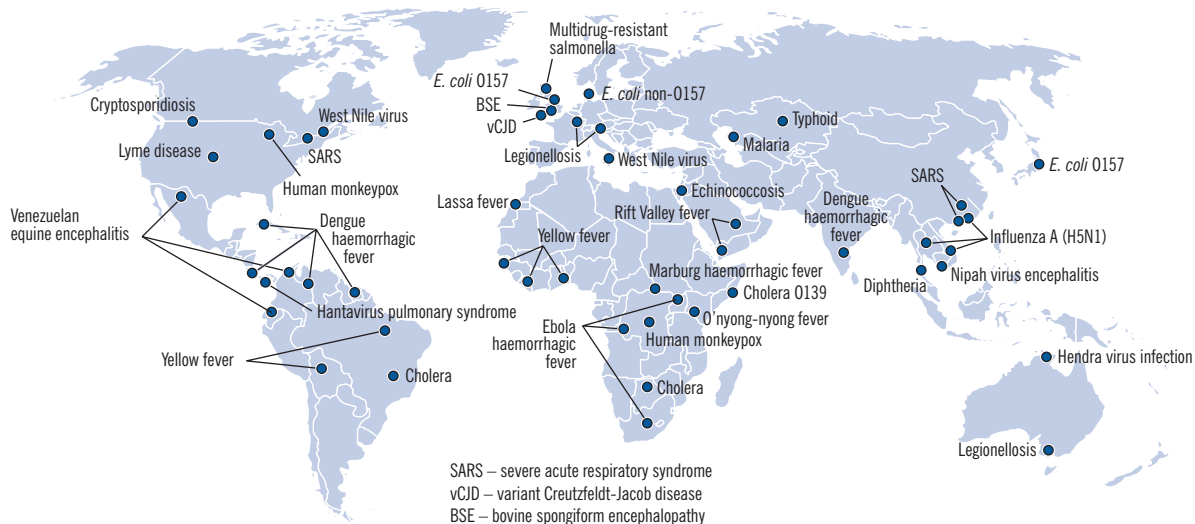 Multidrug-resistant
salmonella
E. coli 0157
E. coli non-0157
BSE
vCJD
Cryptosporidiosis
West Nile virus
Typhoid
Lyme disease
SARS
Legionellosis
Malaria
West Nile virus
E. coli 0157
Human monkeypox
SARS
Echinococcosis
Lassa fever
Dengue
haemorrhagic
fever
Rift Valley fever
Venezuelan
equine encephalitis
Dengue
haemorrhagic
fever
Yellow fever
Influenza A (H5N1)
Marburg haemorrhagic fever
Nipah virus encephalitis
Diphtheria
Cholera 0139
Hantavirus pulmonary syndrome
O'nyong-nyong fever
Ebola
haemorrhagic
fever
Human monkeypox
Yellow fever
Hendra virus infection
Cholera
Cholera
Legionellosis
SARS – severe acute respiratory syndrome
vCJD – variant Creutzfeldt-Jacob disease
BSE – bovine spongiform encephalopathy